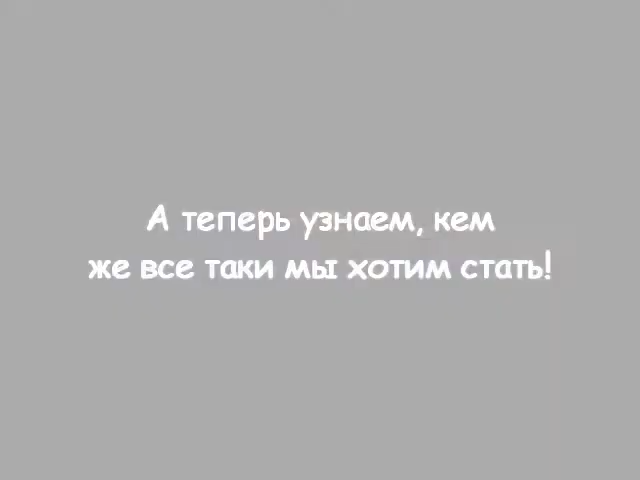 А теперь узнаем, кем
же все таки мы хотим стать!